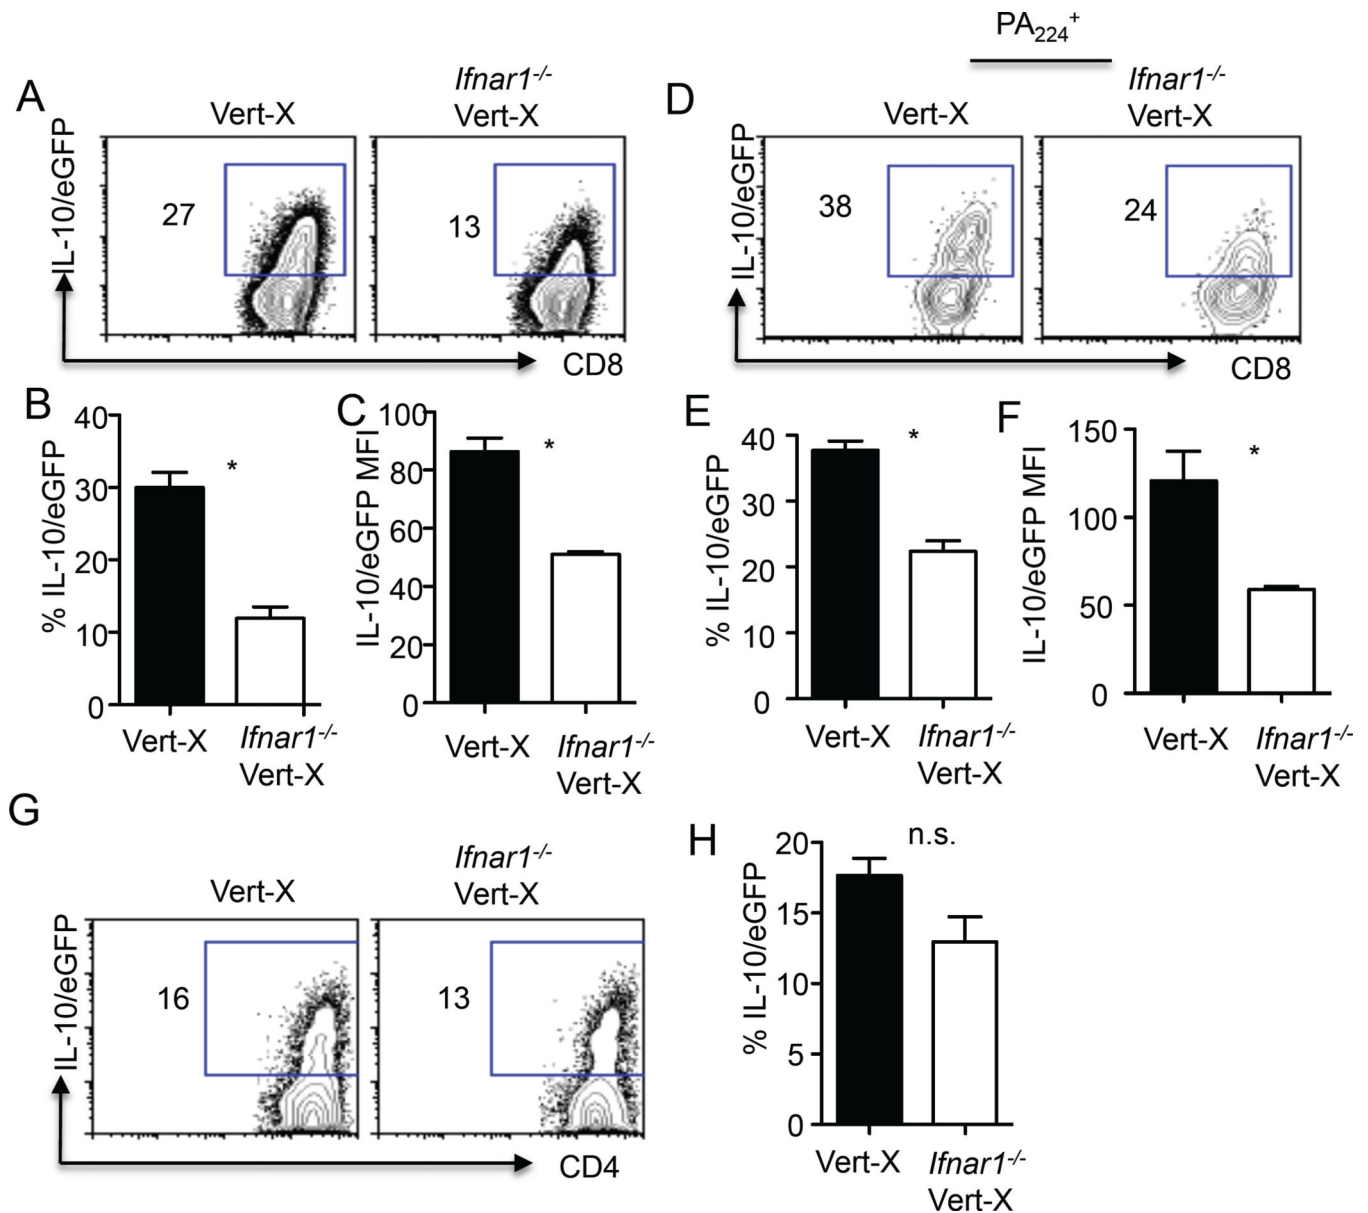 PA224+
A
Vert-X
Ifnar1-/-
Vert-X
IL-10/eGFP
27
13
CD8
D
Vert-X
Ifnar1-/-
Vert-X
IL-10/eGFP
38
24
CD8
B
% IL-10/eGFP
40
30
20
10
0
*
Vert-X
Ifnar1-/-
Vert-X
C
IL-10/eGFP MFI
100
80
60
40
20
0
*
Vert-X
Ifnar1-/-
Vert-X
E
% IL-10/eGFP
40
30
20
10
0
*
Vert-X
Ifnar1-/-
Vert-X
F
IL-10/eGFP MFI
150
100
50
0
*
Vert-X
Ifnar1-/-
Vert-X
G
Vert-X
Ifnar1-/-
Vert-X
IL-10/eGFP
16
13
CD4
H
% IL-10/eGFP
20
15
10
5
0
n.s.
Vert-X
Ifnar1-/-
Vert-X